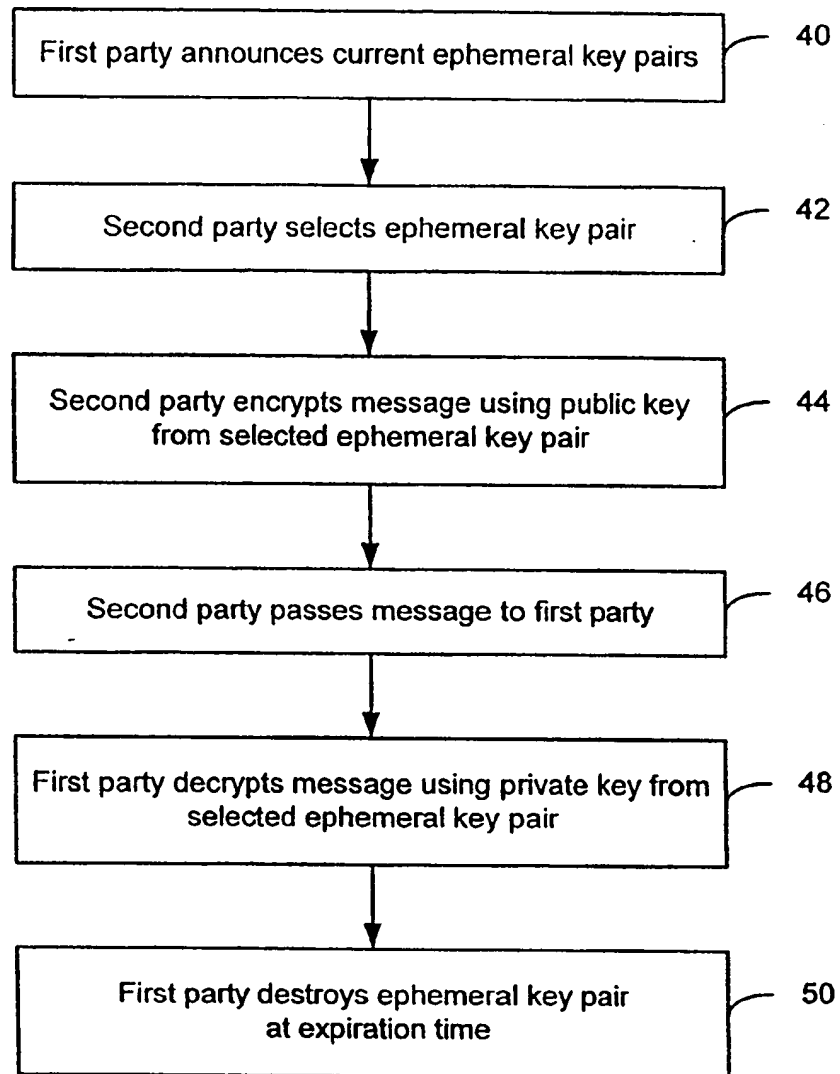 First party announces current ephemeral key pairs
40
Second party selects ephemeral key pair
42
Second party encrypts message using public key
from selected ephemeral key pair
44
Second party passes message to first party
46
First party decrypts message using private key from
selected ephemeral key pair
48
First party destroys ephemeral key pair
at expiration time
50